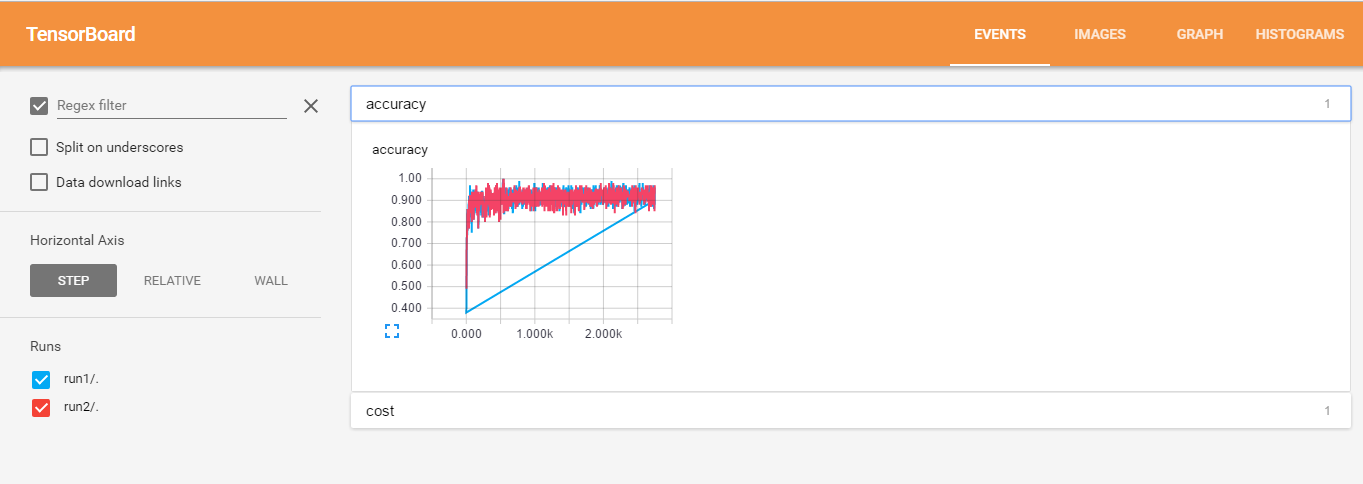 TensorBoard
EVENTS IMAGES GRAPH HISTOGRAMS
Regex filter
Split on underscores
Data download links
Horizontal Axis
STEP RELATIVE WALL
Runs
run1/.
run2/.
accuracy 1
accuracy
1.00
0.900
0.800
0.700
0.600
0.500
0.400
0.000 1.000k 2.000k
cost 1